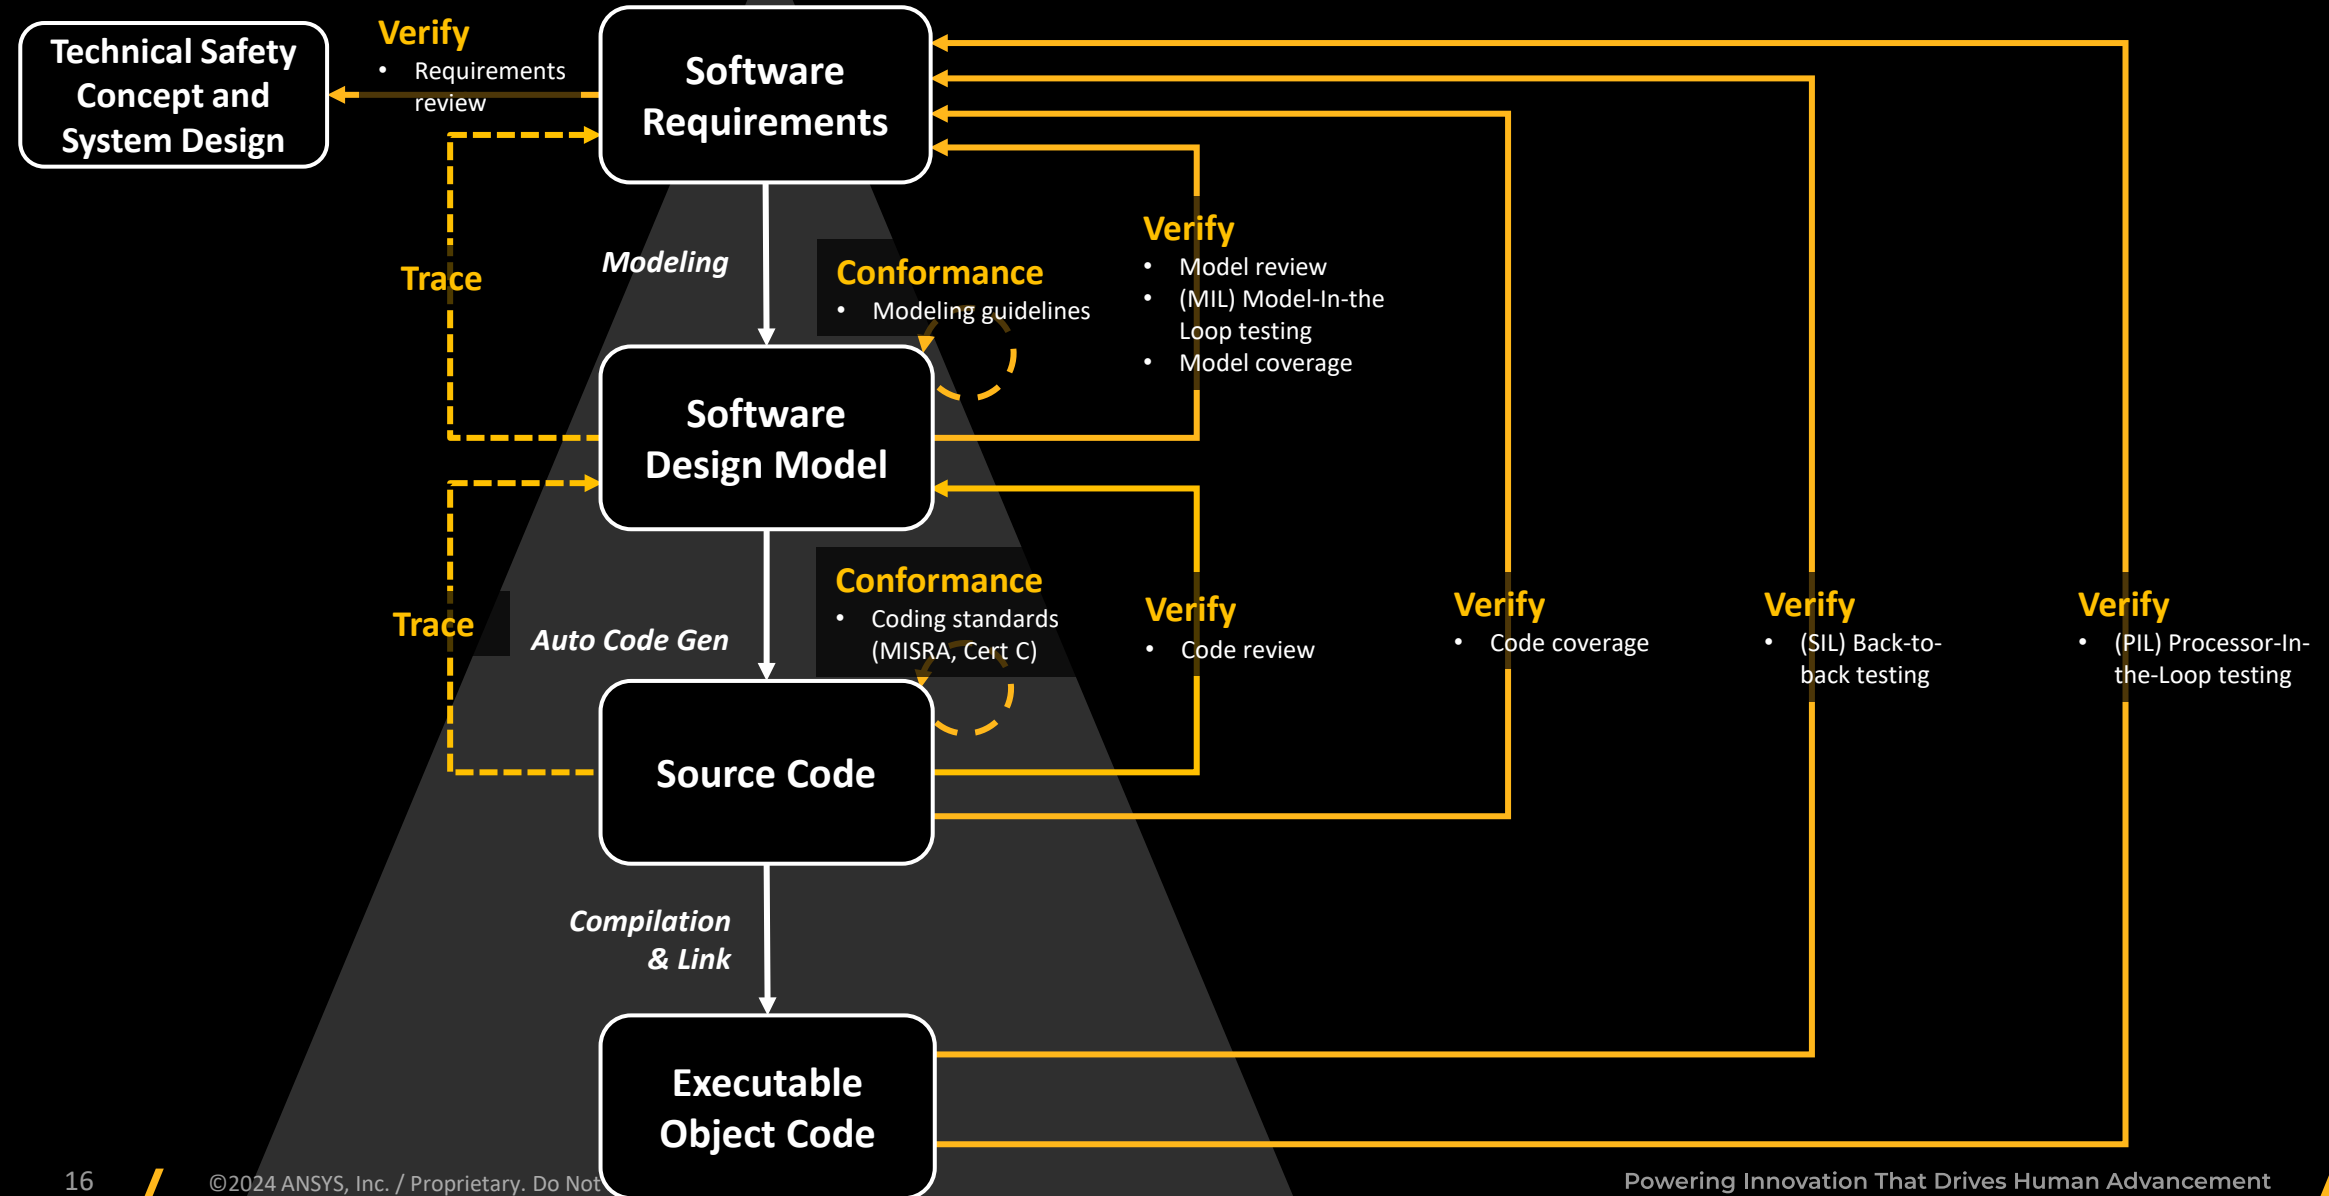 Technical Safety
Concept and
System Design
Verify
• Requirements
review
Software
Requirements
Trace
Modeling
Conformance
• Modeling guidelines
Verify
• Model review
• (MIL) Model-In-the
Loop testing
• Model coverage
Software
Design Model
Trace
Auto Code Gen
Conformance
• Coding standards
(MISRA, Cert C)
Verify
• Code review
Verify
• Code coverage
Verify
• (SIL) Back-to-
back testing
Verify
• (PIL) Processor-In-
the-Loop testing
Source Code
Compilation
& Link
Executable
Object Code
16
©2024 ANSYS, Inc. / Proprietary. Do Not
Powering Innovation That Drives Human Advancement